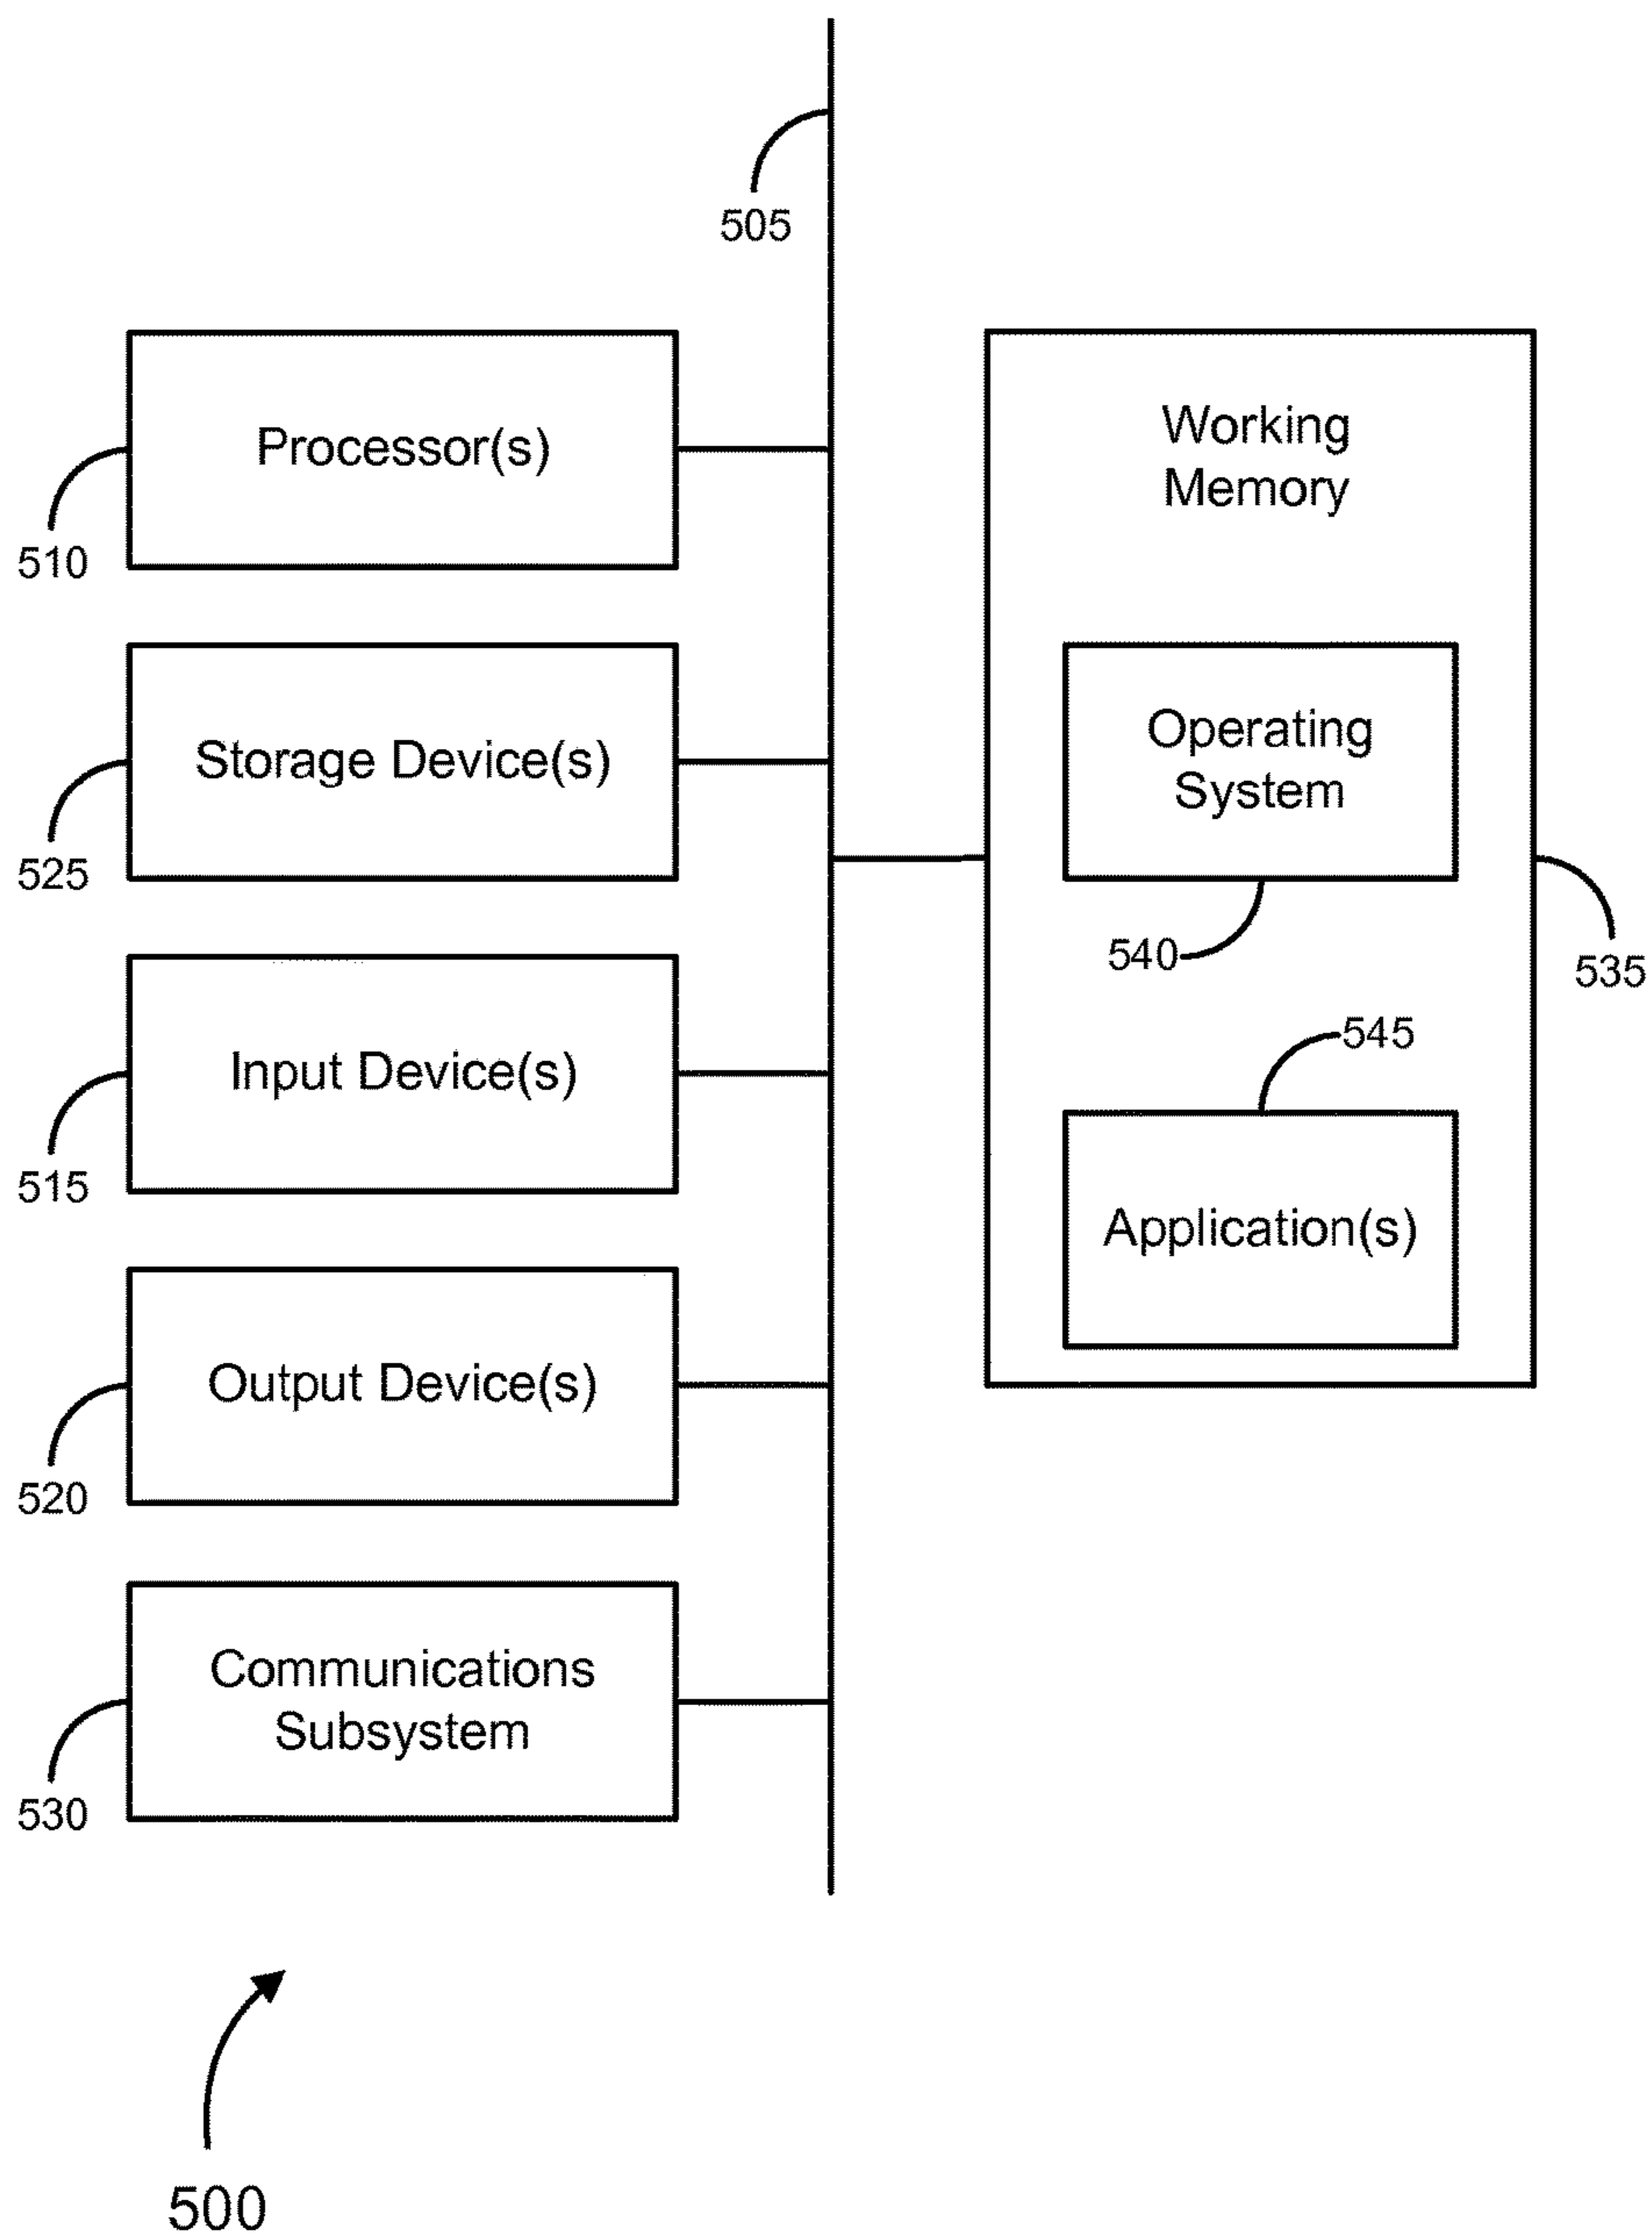 505
Processor(s)
510
Storage Device(s)
525
Input Device(s)
515
Output Device(s)
520
Communications
Subsystem
530
Working
Memory
Operating
System
540
535
545
Application(s)
500